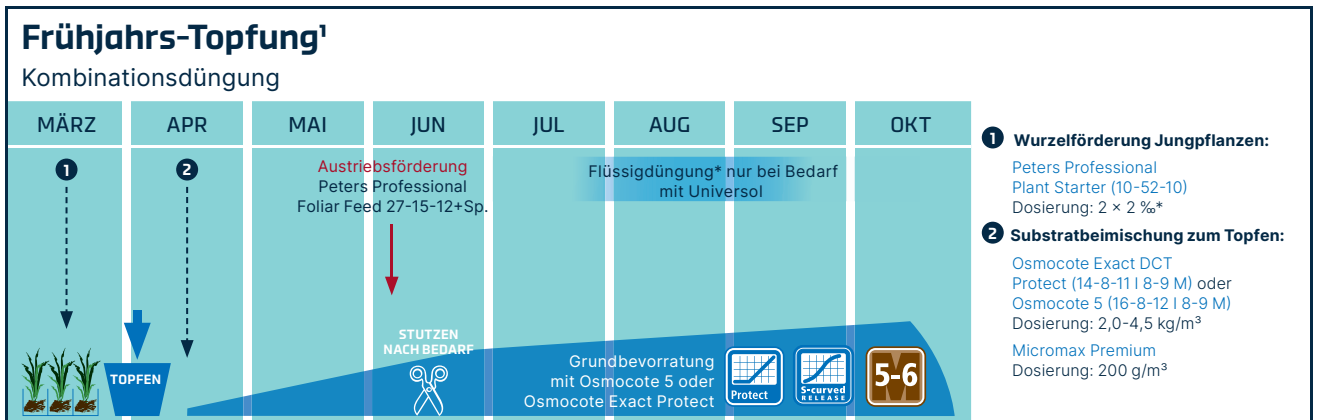 Frühjahrs-Topfung¹
Kombinationsdüngung
MÄRZ APR MAI JUN JUL AUG SEP OKT
1
2
Austriebsförderung
Peters Professional
Foliar Feed 27-15-12+Sp.
Flüssigdüngung* nur bei Bedarf
mit Universol
TOPFEN
STUTZEN
NACH BEDARF
Grundbevorratung
mit Osmocote 5 oder
Osmocote Exact Protect
Protect
S-curved
RELEASE
M
5-6
1 Wurzelförderung Jungpflanzen:
Peters Professional
Plant Starter (10-52-10)
Dosierung: 2 × 2 ‰*
2 Substratbeimischung zum Topfen:
Osmocote Exact DCT
Protect (14-8-11 I 8-9 M) oder
Osmocote 5 (16-8-12 I 8-9 M)
Dosierung: 2,0-4,5 kg/m³
Micromax Premium
Dosierung: 200 g/m³